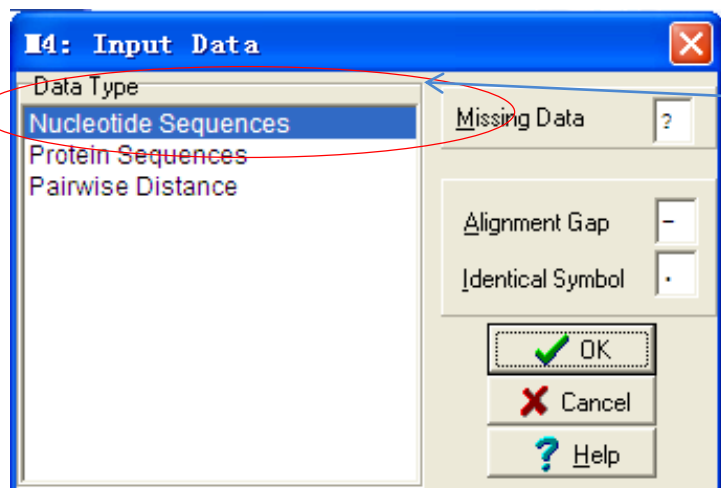 M4: Input Data
Data Type
Nucleotide Sequences
Protein Sequences
Pairwise Distance
Missing Data ?
Alignment Gap -
Identical Symbol .
OK
Cancel
Help